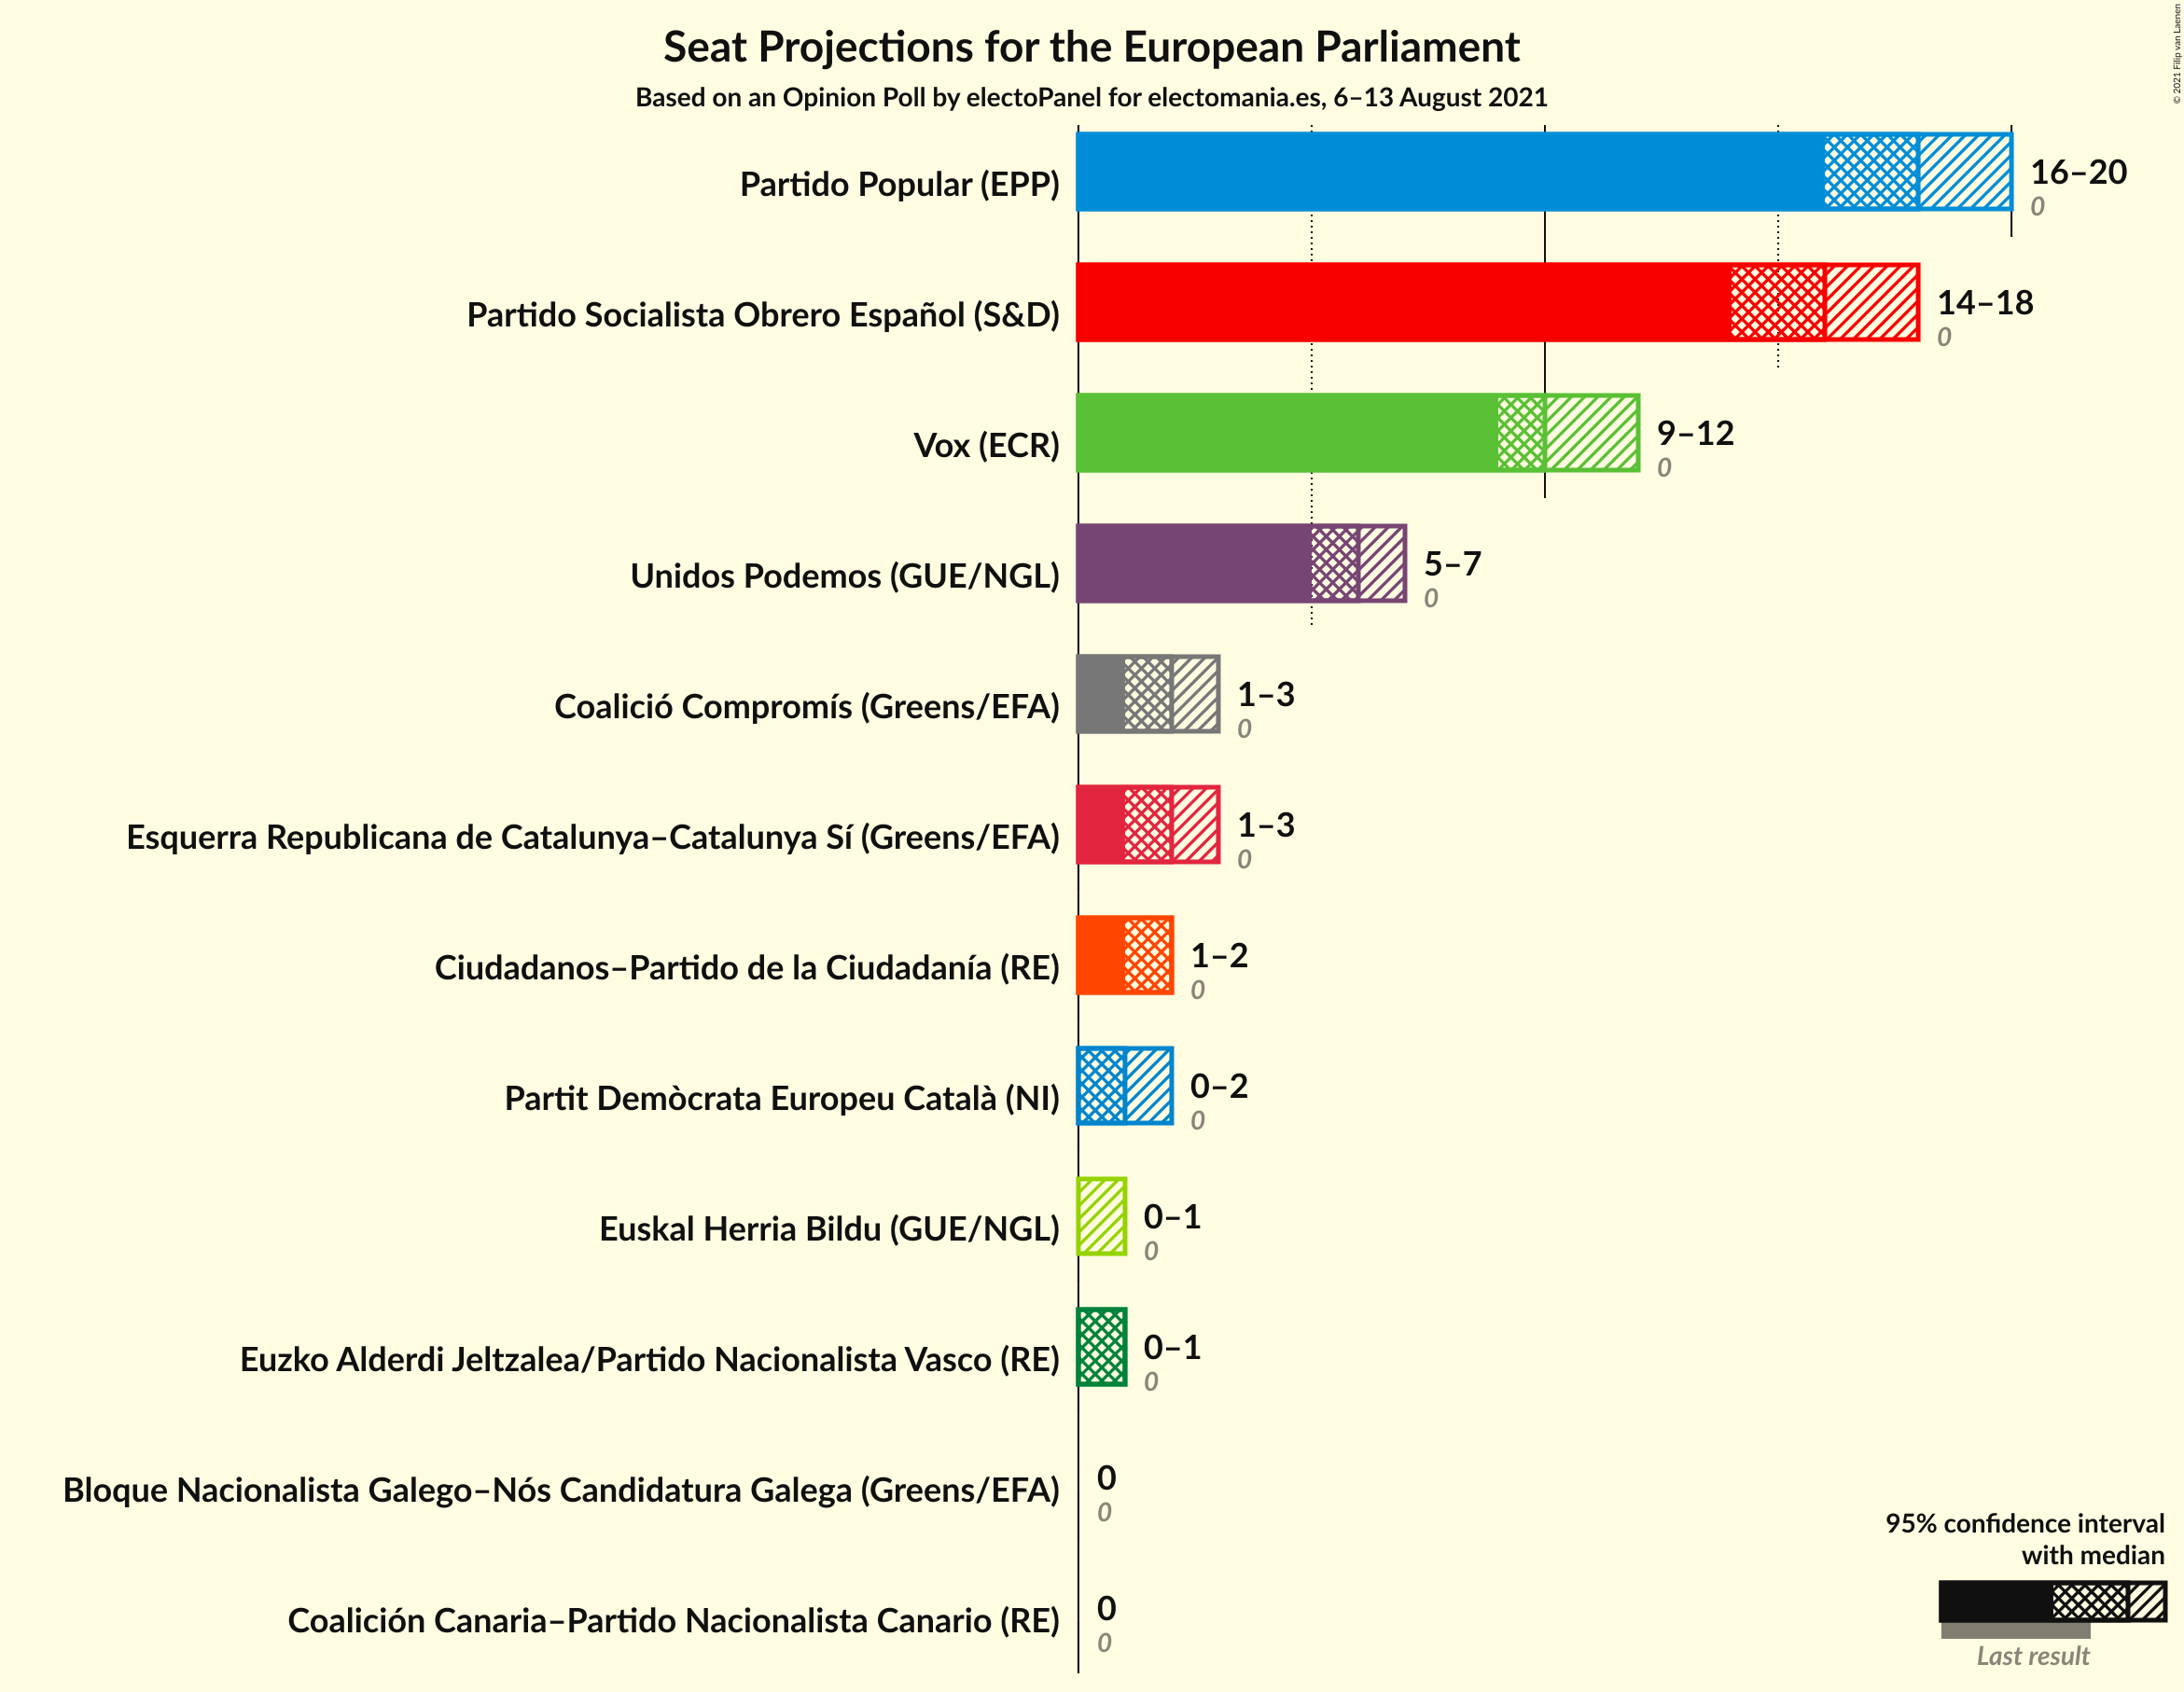 Seat Projections for the European Parliament
Based on an Opinion Poll by electoPanel for electomania.es, 6–13 August 2021
© 2021 Filip van Laenen
Partido Popular (EPP)
16–20
0
Partido Socialista Obrero Español (S&D)
14–18
0
Vox (ECR)
9–12
0
Unidos Podemos (GUE/NGL)
5–7
0
Coalició Compromís (Greens/EFA)
1–3
0
Esquerra Republicana de Catalunya–Catalunya Sí (Greens/EFA)
1–3
0
Ciudadanos–Partido de la Ciudadanía (RE)
1–2
0
Partit Demòcrata Europeu Català (NI)
0–2
0
Euskal Herria Bildu (GUE/NGL)
0–1
0
Euzko Alderdi Jeltzalea/Partido Nacionalista Vasco (RE)
0–1
0
Bloque Nacionalista Galego–Nós Candidatura Galega (Greens/EFA)
0
0
Coalición Canaria–Partido Nacionalista Canario (RE)
0
0
95% confidence interval
with median
Last result